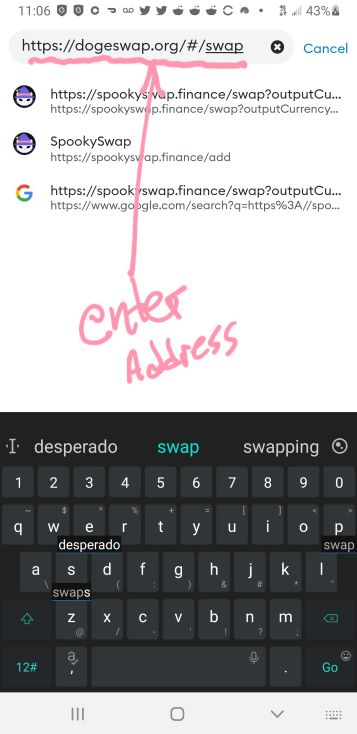 11:06 43%
https://dogeswap.org/#/swap Cancel
https://spookyswap.finance/swap?outputCu...
https://spookyswap.finance/swap?outputCurrency...
SpookySwap
https://spookyswap.finance/add
https://spookyswap.finance/swap?outputCu...
https://www.google.com/search?q=https%3A//spo...
enter
Address
desperado swap swapping
1 2 3 4 5 6 7 8 9 0
~ $ ^ % + = [ ] < >
q w e r t y u i o p
desperado swap
a s d f g h j k l
\ ( ; ) & # * "
swaps
z x c v b n m
@ / - ' ! ? ;
12# , . Go